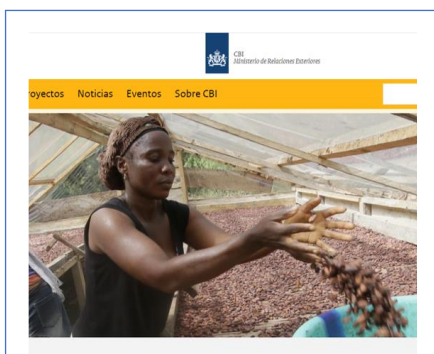 CBI
Ministerio de Relaciones Exteriores
royectos Noticias Eventos Sobre CBI